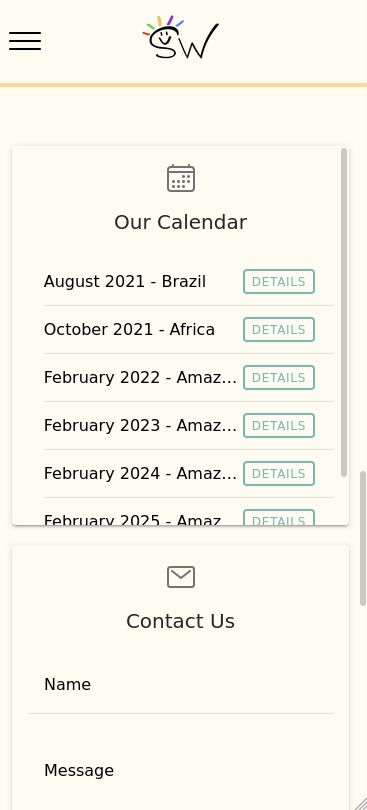 SW
Our Calendar
August 2021 - Brazil DETAILS
October 2021 - Africa DETAILS
February 2022 - Amaz... DETAILS
February 2023 - Amaz... DETAILS
February 2024 - Amaz... DETAILS
February 2025 - Amaz... DETAILS
Contact Us
Name
Message